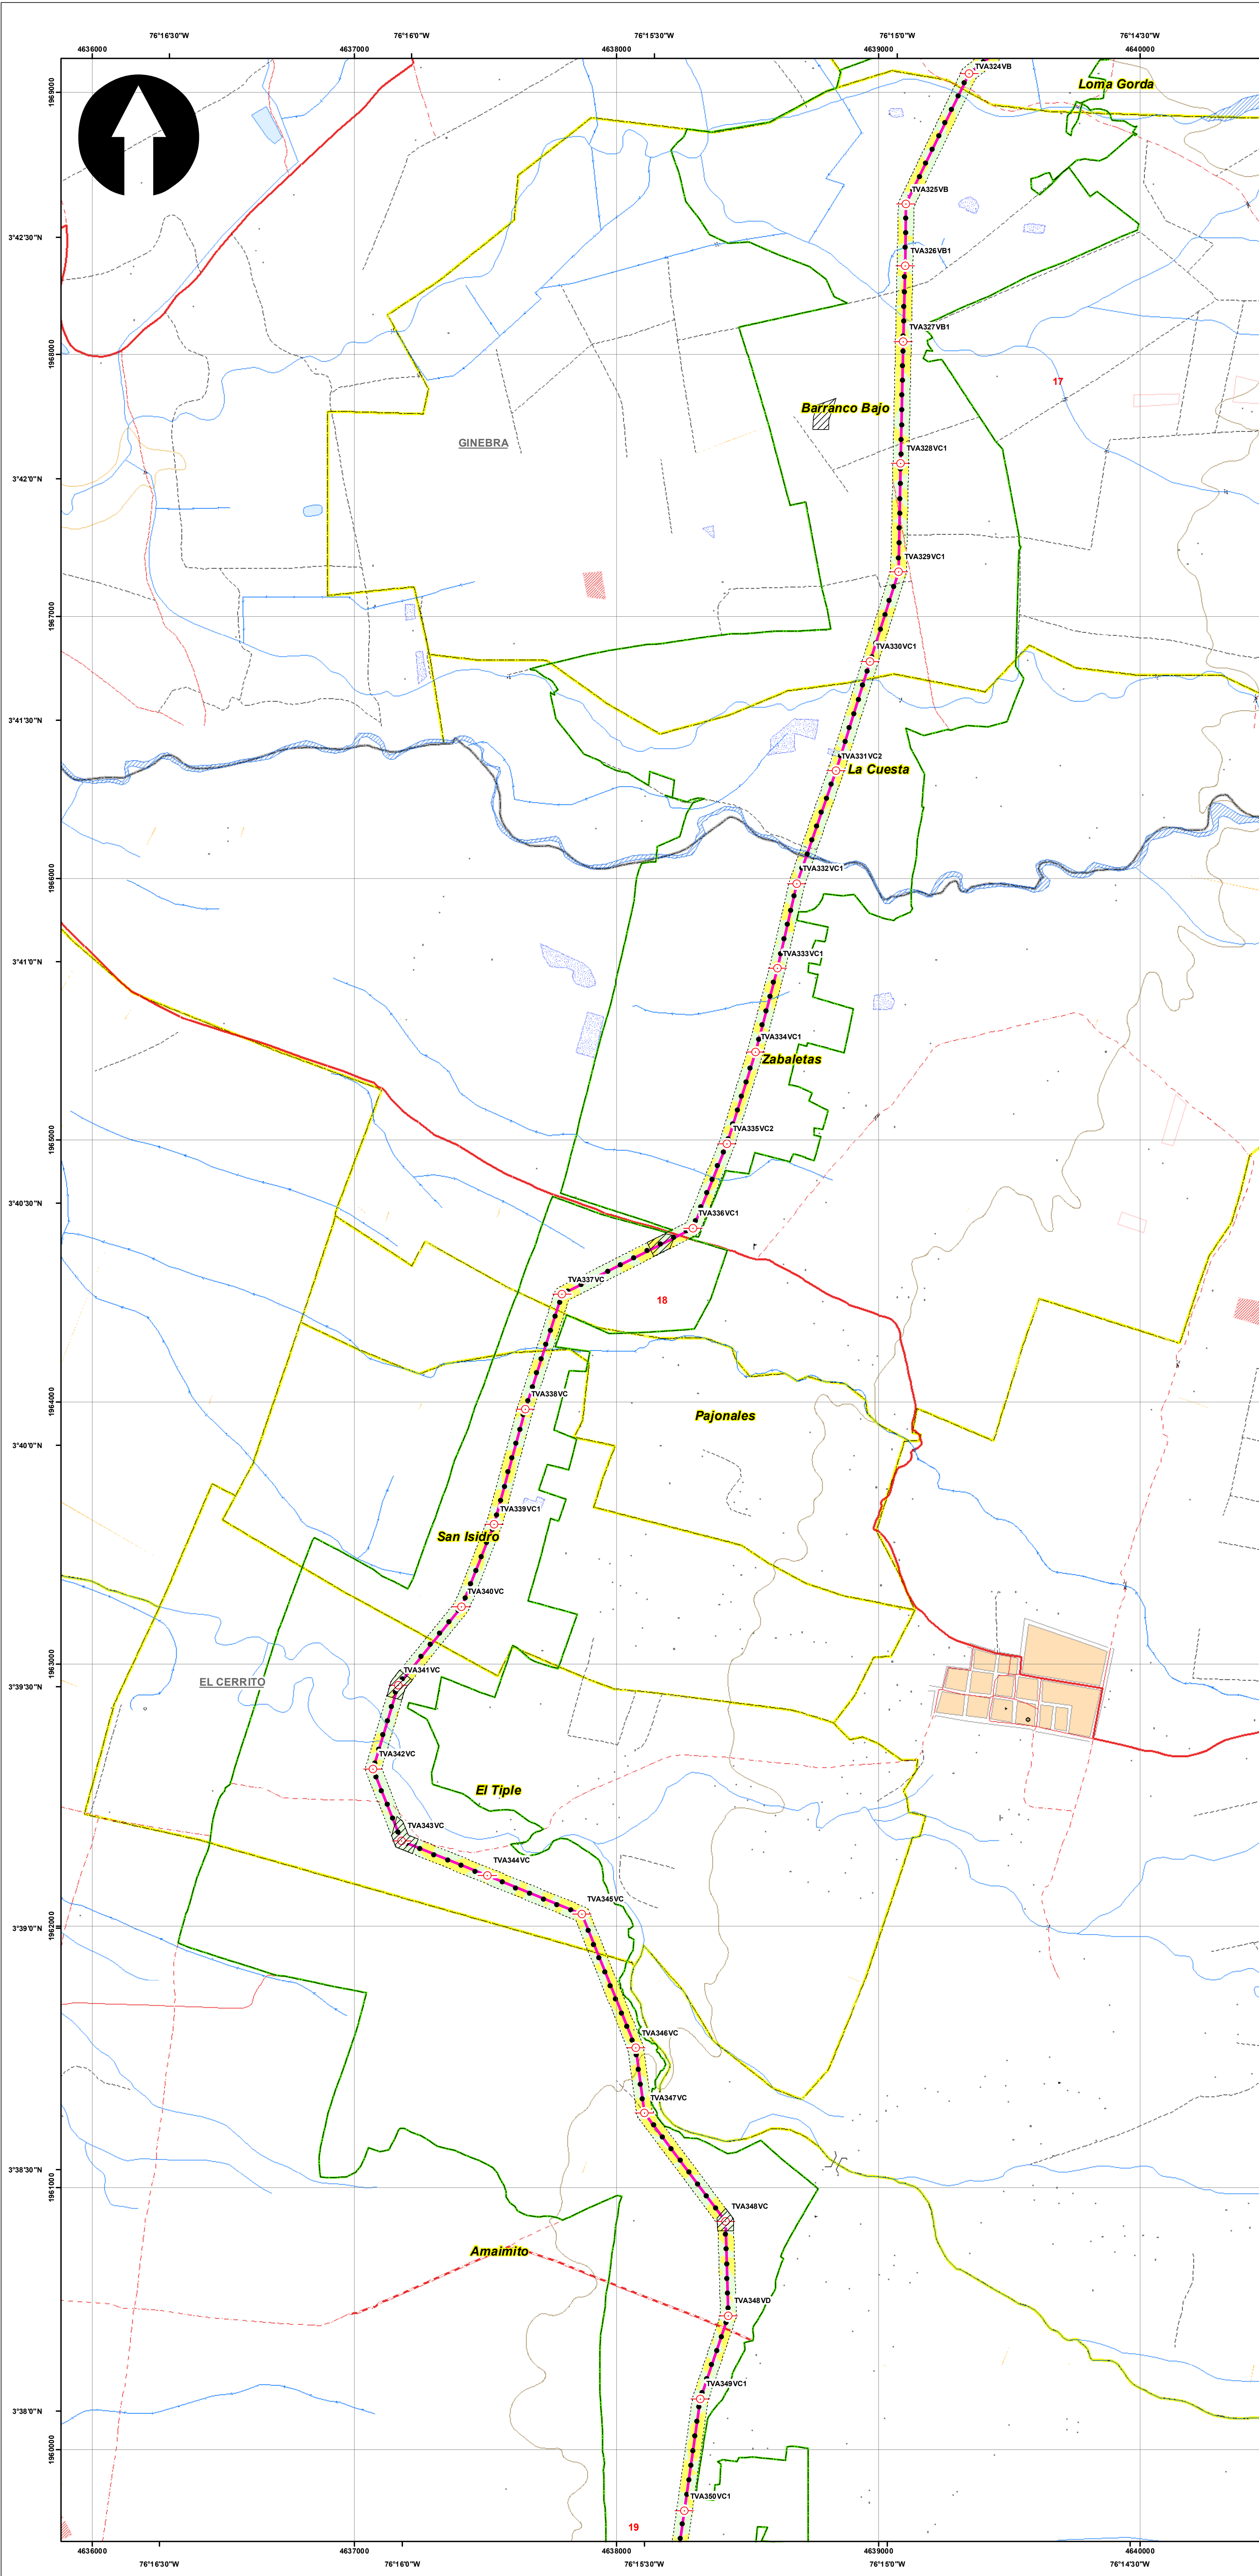 76°16'30"W 76°16'0"W 76°15'30"W 76°15'0"W 76°14'30"W
4636000 4637000 4638000 4639000 4640000
TVA324VB
Loma Gorda
1969000
TVA325VB
3°42'30"N
TVA326VB1
TVA327VB1
1968000
17
Barranco Bajo
GINEBRA
TVA328VC1
3°42'0"N
TVA329VC1
1967000
TVA330VC1
3°41'30"N
TVA331VC2
La Cuesta
TVA332VC1
1966000
TVA333VC1
3°41'0"N
TVA334VC1
Zabaletas
TVA335VC2
1965000
3°40'30"N
TVA336VC1
TVA337VC
18
TVA338VC
1964000
Pajonales
3°40'0"N
TVA339VC1
San Isidro
TVA340VC
1963000
TVA341VC
EL CERRITO
3°39'30"N
TVA342VC
El Tiple
TVA343VC
TVA344VC
TVA345VC
3°39'0"N
1962000
TVA346VC
TVA347VC
3°38'30"N
1961000
TVA348VC
Amaimito
TVA348VD
TVA349VC1
3°38'0"N
1960000
TVA350VC1
19
4636000 4637000 4638000 4639000 4640000
76°16'30"W 76°16'0"W 76°15'30"W 76°15'0"W 76°14'30"W